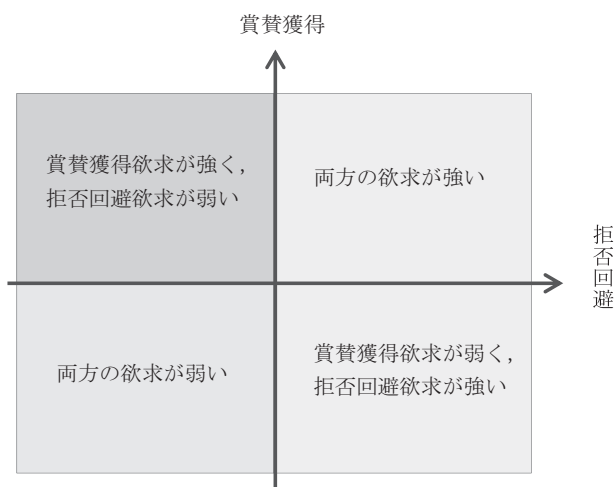 賞賛獲得
賞賛獲得欲求が強く，
拒否回避欲求が弱い
両方の欲求が強い
拒否回避
両方の欲求が弱い
賞賛獲得欲求が弱く，
拒否回避欲求が強い